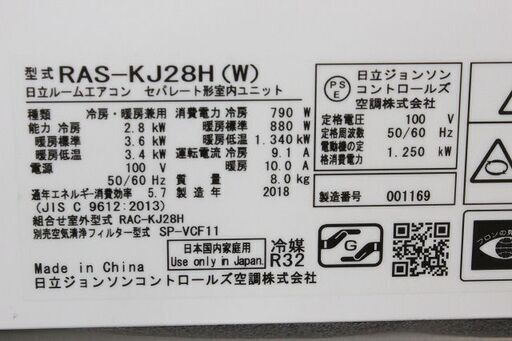 型式 RAS-KJ28H (W)
日立ルームエアコン セパレート形室内ユニット
種類 冷房・暖房兼用
能力 冷房 2.8 kW
暖房標準 3.6 kW
暖房低温 3.4 kW
電源 100 V
50/60 Hz
通年エネルギー消費効率 5.7
(JIS C 9612:2013)
組合せ室外型式 RAC-KJ28H
別売空気清浄フィルター型式 SP-VCF11
消費電力 冷房 790 W
暖房標準 880 W
暖房低温 1.340 kW
運転電流 冷房 9.1 A
暖房 10.0 A
質量 8.0 kg
製造年 2018
PS
E
日立ジョンソン
コントロールズ
空調株式会社
定格電圧 100 V
定格周波数 50/60 Hz
電動機の定
格消費電力 1.250 kW
製造番号 001169
Made in China
日本国内家庭用
Use only in Japan.
冷媒
R32
G
フロンの見
日立ジョンソンコントロールズ空調株式会社